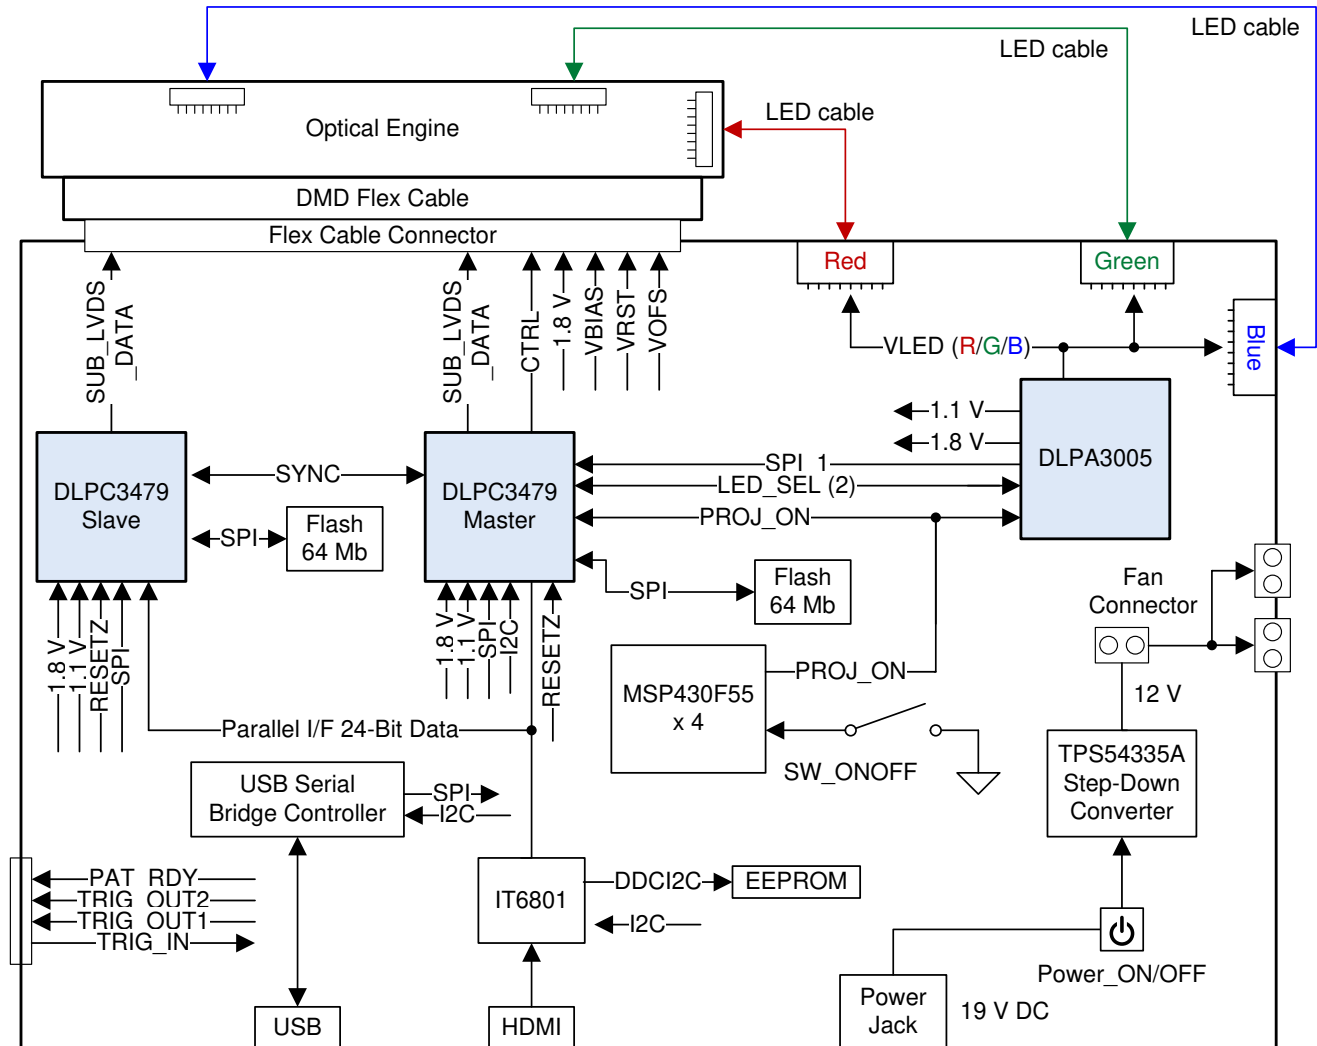 LED cable
LED cable
LED cable
Optical Engine
DMD Flex Cable
Flex Cable Connector
Red
Green
Blue
SUB_LVDS
_DATA
SUB_LVDS
_DATA
CTRL
1.8 V
VBIAS
VRST
VOFS
VLED (R/G/B)
1.1 V
1.8 V
DLPA3005
DLPC3479
Slave
SYNC
DLPC3479
Master
SPI_1
LED_SEL (2)
PROJ_ON
SPI
Flash
64 Mb
SPI
Flash
64 Mb
1.8 V
1.1 V
RESETZ
SPI
1.8 V
1.1 V
SPI
I2C
RESETZ
Fan
Connector
MSP430F55
x 4
PROJ_ON
SW_ONOFF
12 V
Parallel I/F 24-Bit Data
TPS54335A
Step-Down
Converter
USB Serial
Bridge Controller
SPI
I2C
PAT_RDY
TRIG_OUT2
TRIG_OUT1
TRIG_IN
IT6801
DDCI2C
EEPROM
I2C
Power_ON/OFF
Power
Jack
19 V DC
USB
HDMI